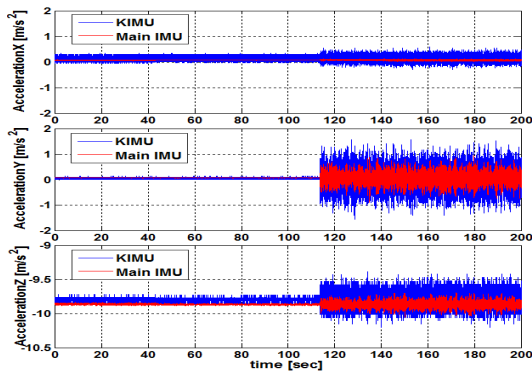 AccelerationX [m/s²]
2
1
0
-1
-2
KIMU
Main IMU
0 20 40 60 80 100 120 140 160 180 200
AccelerationY [m/s²]
2
1
0
-1
-2
KIMU
Main IMU
0 20 40 60 80 100 120 140 160 180 200
AccelerationZ [m/s²]
-9
-9.5
-10
-10.5
KIMU
Main IMU
0 20 40 60 80 100 120 140 160 180 200
time [sec]